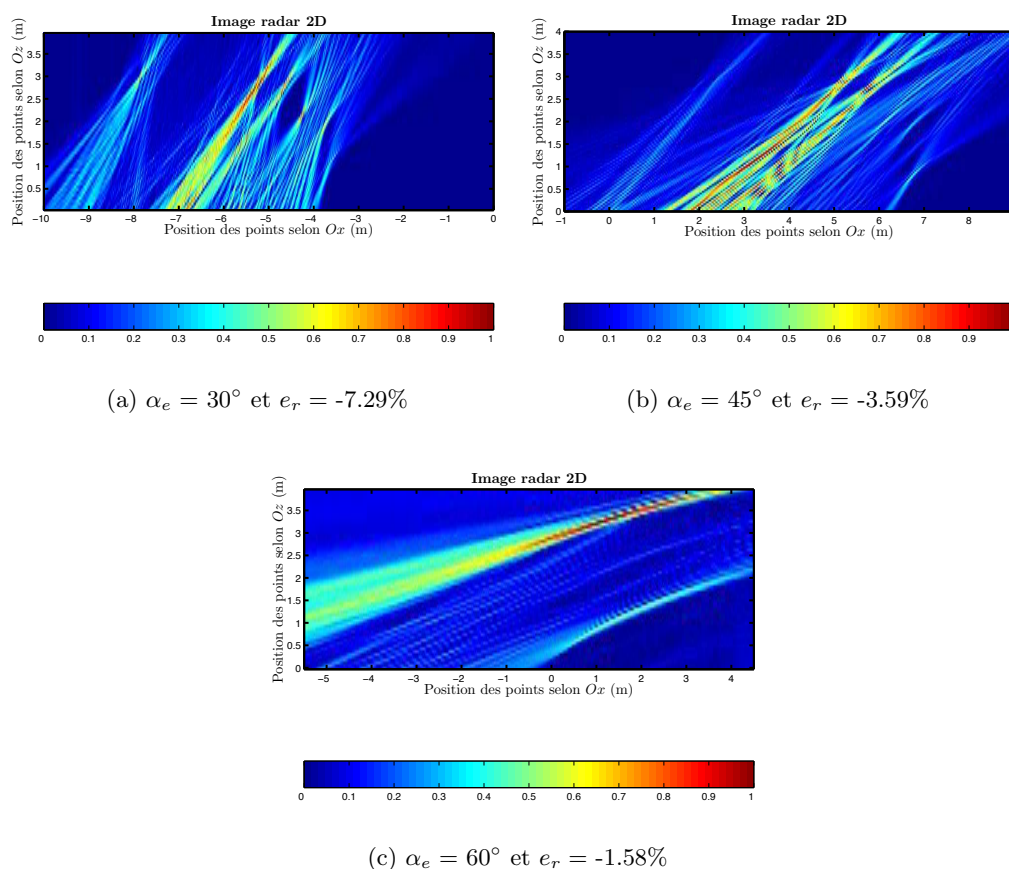 Image radar 2D
Position des points selon Oz (m)
3.5
3
2.5
2
1.5
1
0.5
-10 -9 -8 -7 -6 -5 -4 -3 -2 -1 0
Position des points selon Ox (m)
0 0.1 0.2 0.3 0.4 0.5 0.6 0.7 0.8 0.9 1
(a) αe = 30° et er = -7.29%
Image radar 2D
Position des points selon Oz (m)
4
3.5
3
2.5
2
1.5
1
0.5
0
-1 0 1 2 3 4 5 6 7 8
Position des points selon Ox (m)
0 0.1 0.2 0.3 0.4 0.5 0.6 0.7 0.8 0.9
(b) αe = 45° et er = -3.59%
Image radar 2D
Position des points selon Oz (m)
3.5
3
2.5
2
1.5
1
0.5
0
-5 -4 -3 -2 -1 0 1 2 3 4
Position des points selon Ox (m)
0 0.1 0.2 0.3 0.4 0.5 0.6 0.7 0.8 0.9 1
(c) αe = 60° et er = -1.58%